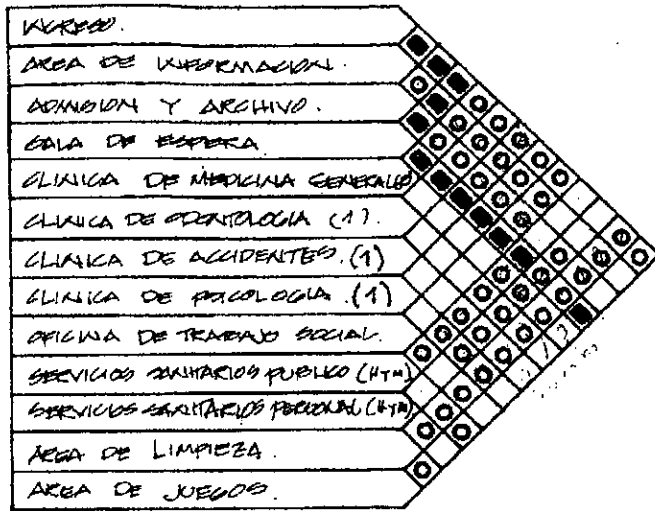 INGRESO.
AREA DE INFORMACION.
ADMISION Y ARCHIVO.
SALA DE ESPERA
CLINICA DE MEDICINA GENERAL(2)
CLINICA DE ODONTOLOGIA (1).
CLINICA DE ACCIDENTES. (1)
CLINICA DE PSICOLOGIA. (1)
OFICINA DE TRABAJO SOCIAL.
SERVICIOS SANITARIOS PUBLICO (H Y M)
SERVICIOS SANITARIOS PERSONAL (H Y M)
AREA DE LIMPIEZA.
AREA DE JUEGOS.